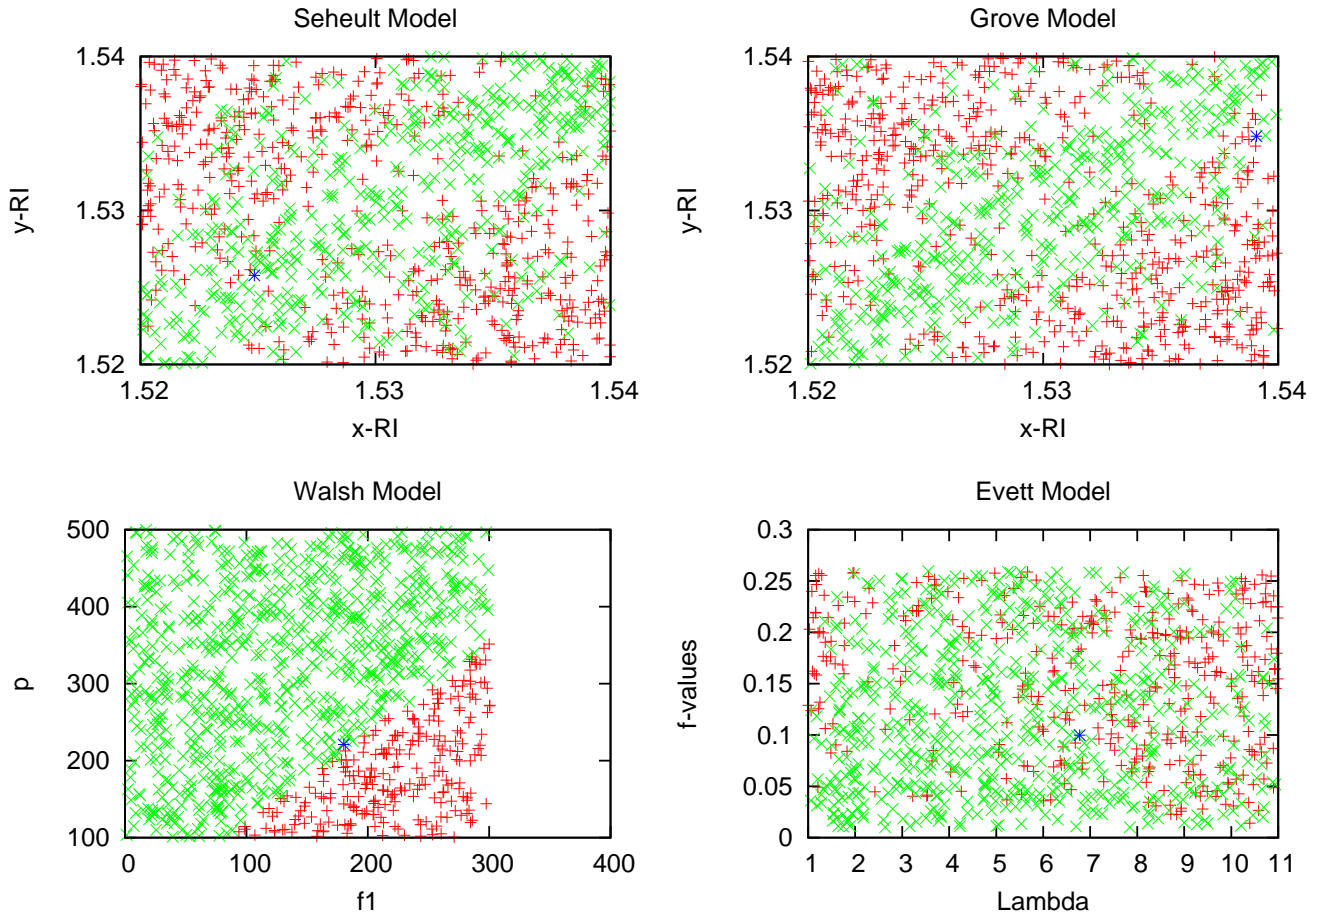 Seheult Model
1.54
1.53
1.52
y-RI
1.52 1.53 1.54
x-RI
Grove Model
1.54
1.53
1.52
y-RI
1.52 1.53 1.54
x-RI
Walsh Model
500
400
300
200
100
p
0 100 200 300 400
f1
Evett Model
0.3
0.25
0.2
0.15
0.1
0.05
0
f-values
1 2 3 4 5 6 7 8 9 10 11
Lambda